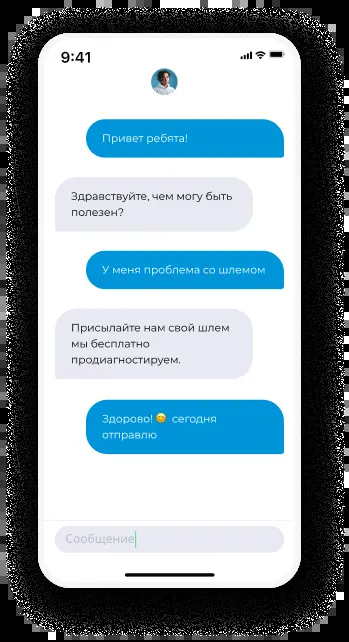 9:41
Привет ребята!
Здравствуйте, чем могу быть
полезен?
У меня проблема со шлемом
Присылайте нам свой шлем
мы бесплатно
продиагностируем.
Здорово! 😊 сегодня
отправлю
Сообщение